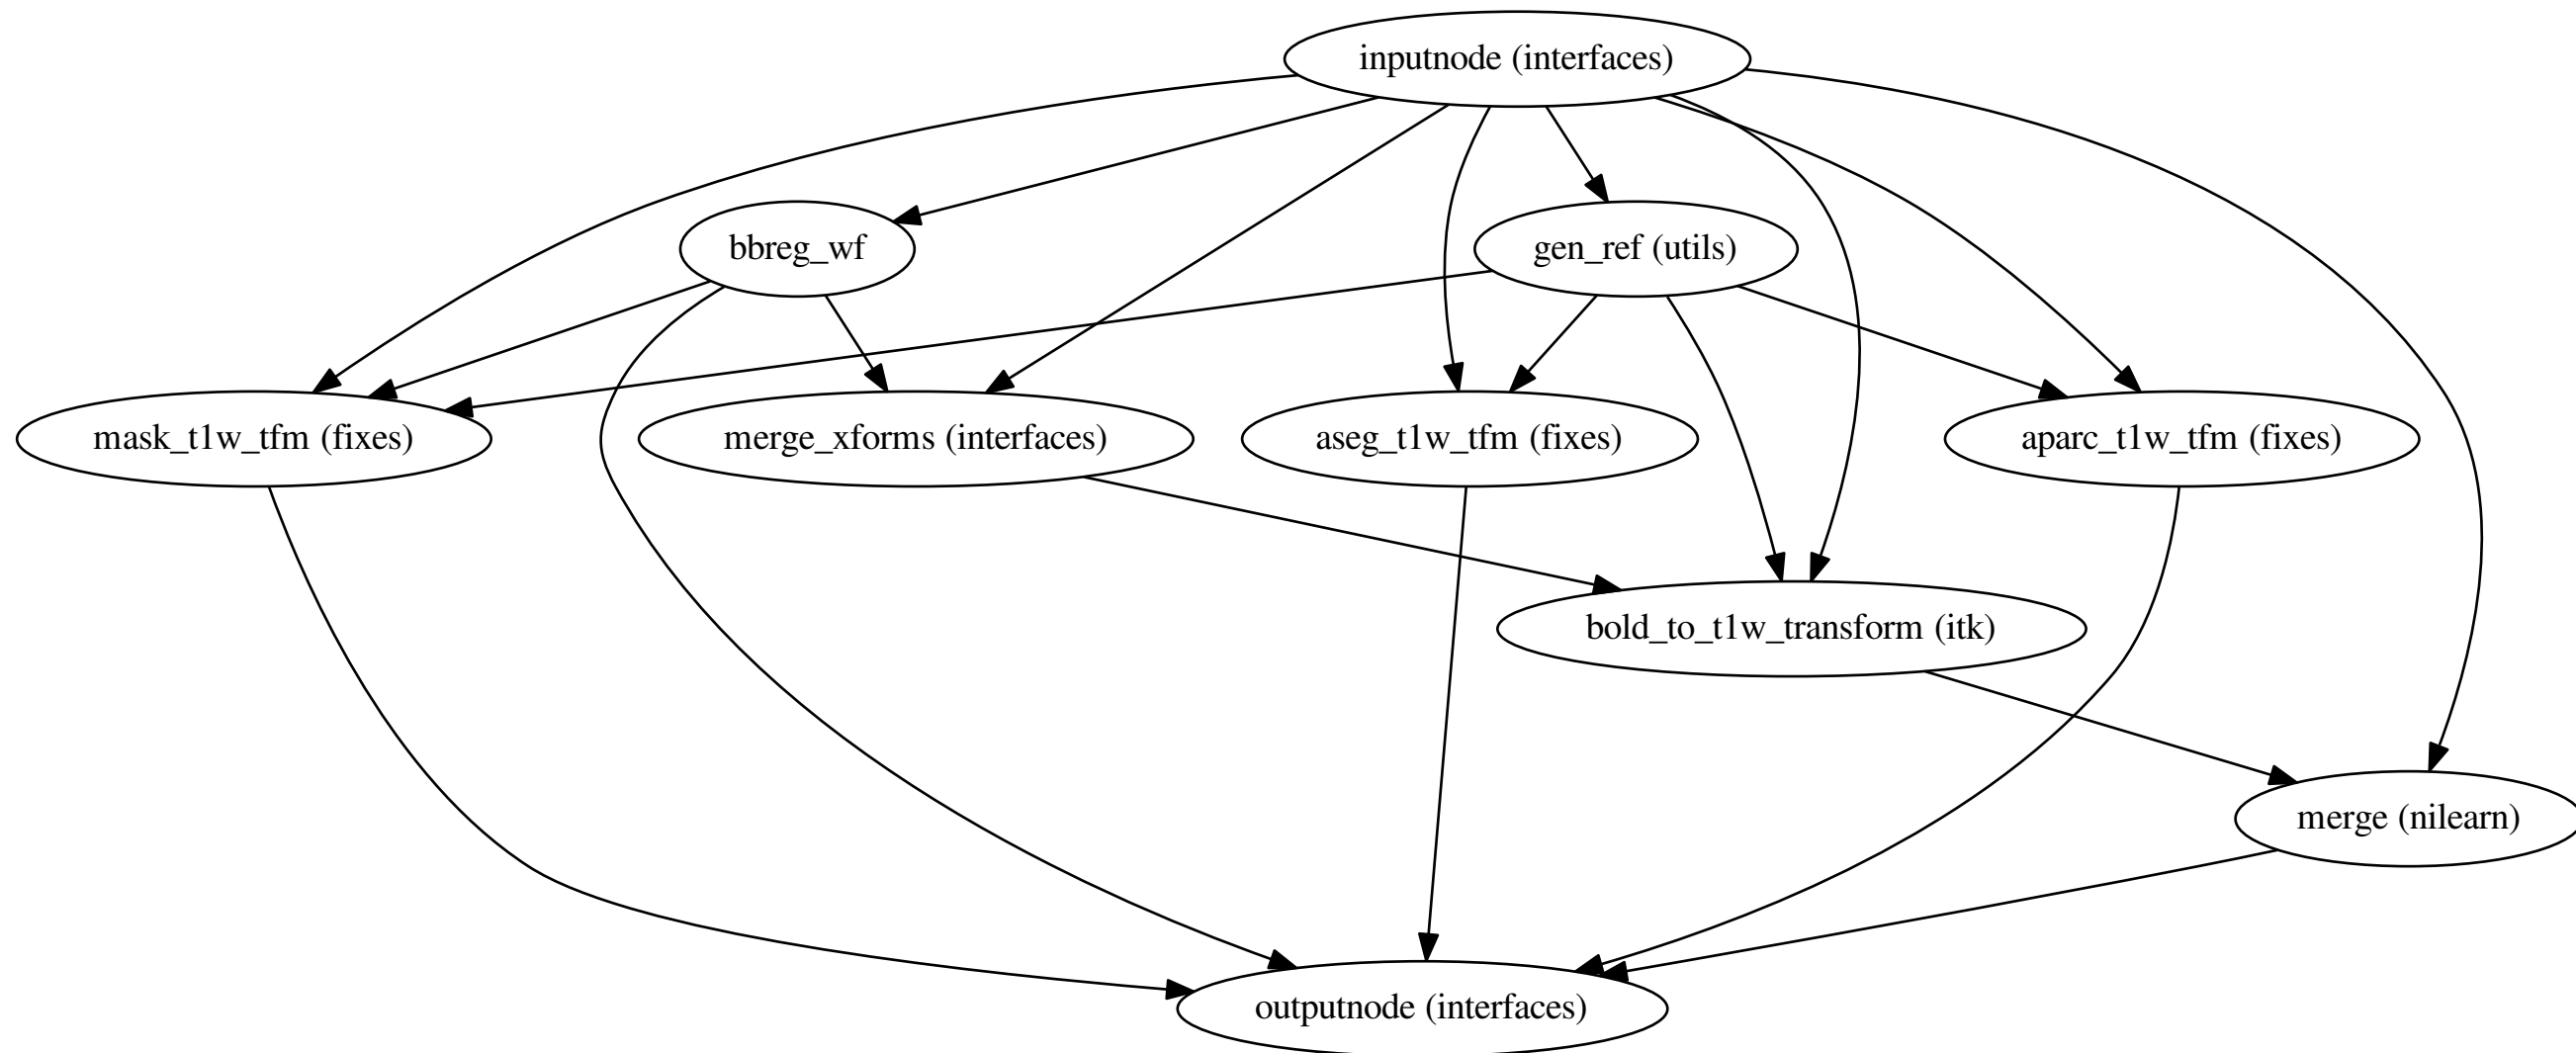 inputnode (interfaces)
bbreg_wf
gen_ref (utils)
mask_t1w_tfm (fixes)
merge_xforms (interfaces)
aseg_t1w_tfm (fixes)
aparc_t1w_tfm (fixes)
bold_to_t1w_transform (itk)
merge (nilearn)
outputnode (interfaces)